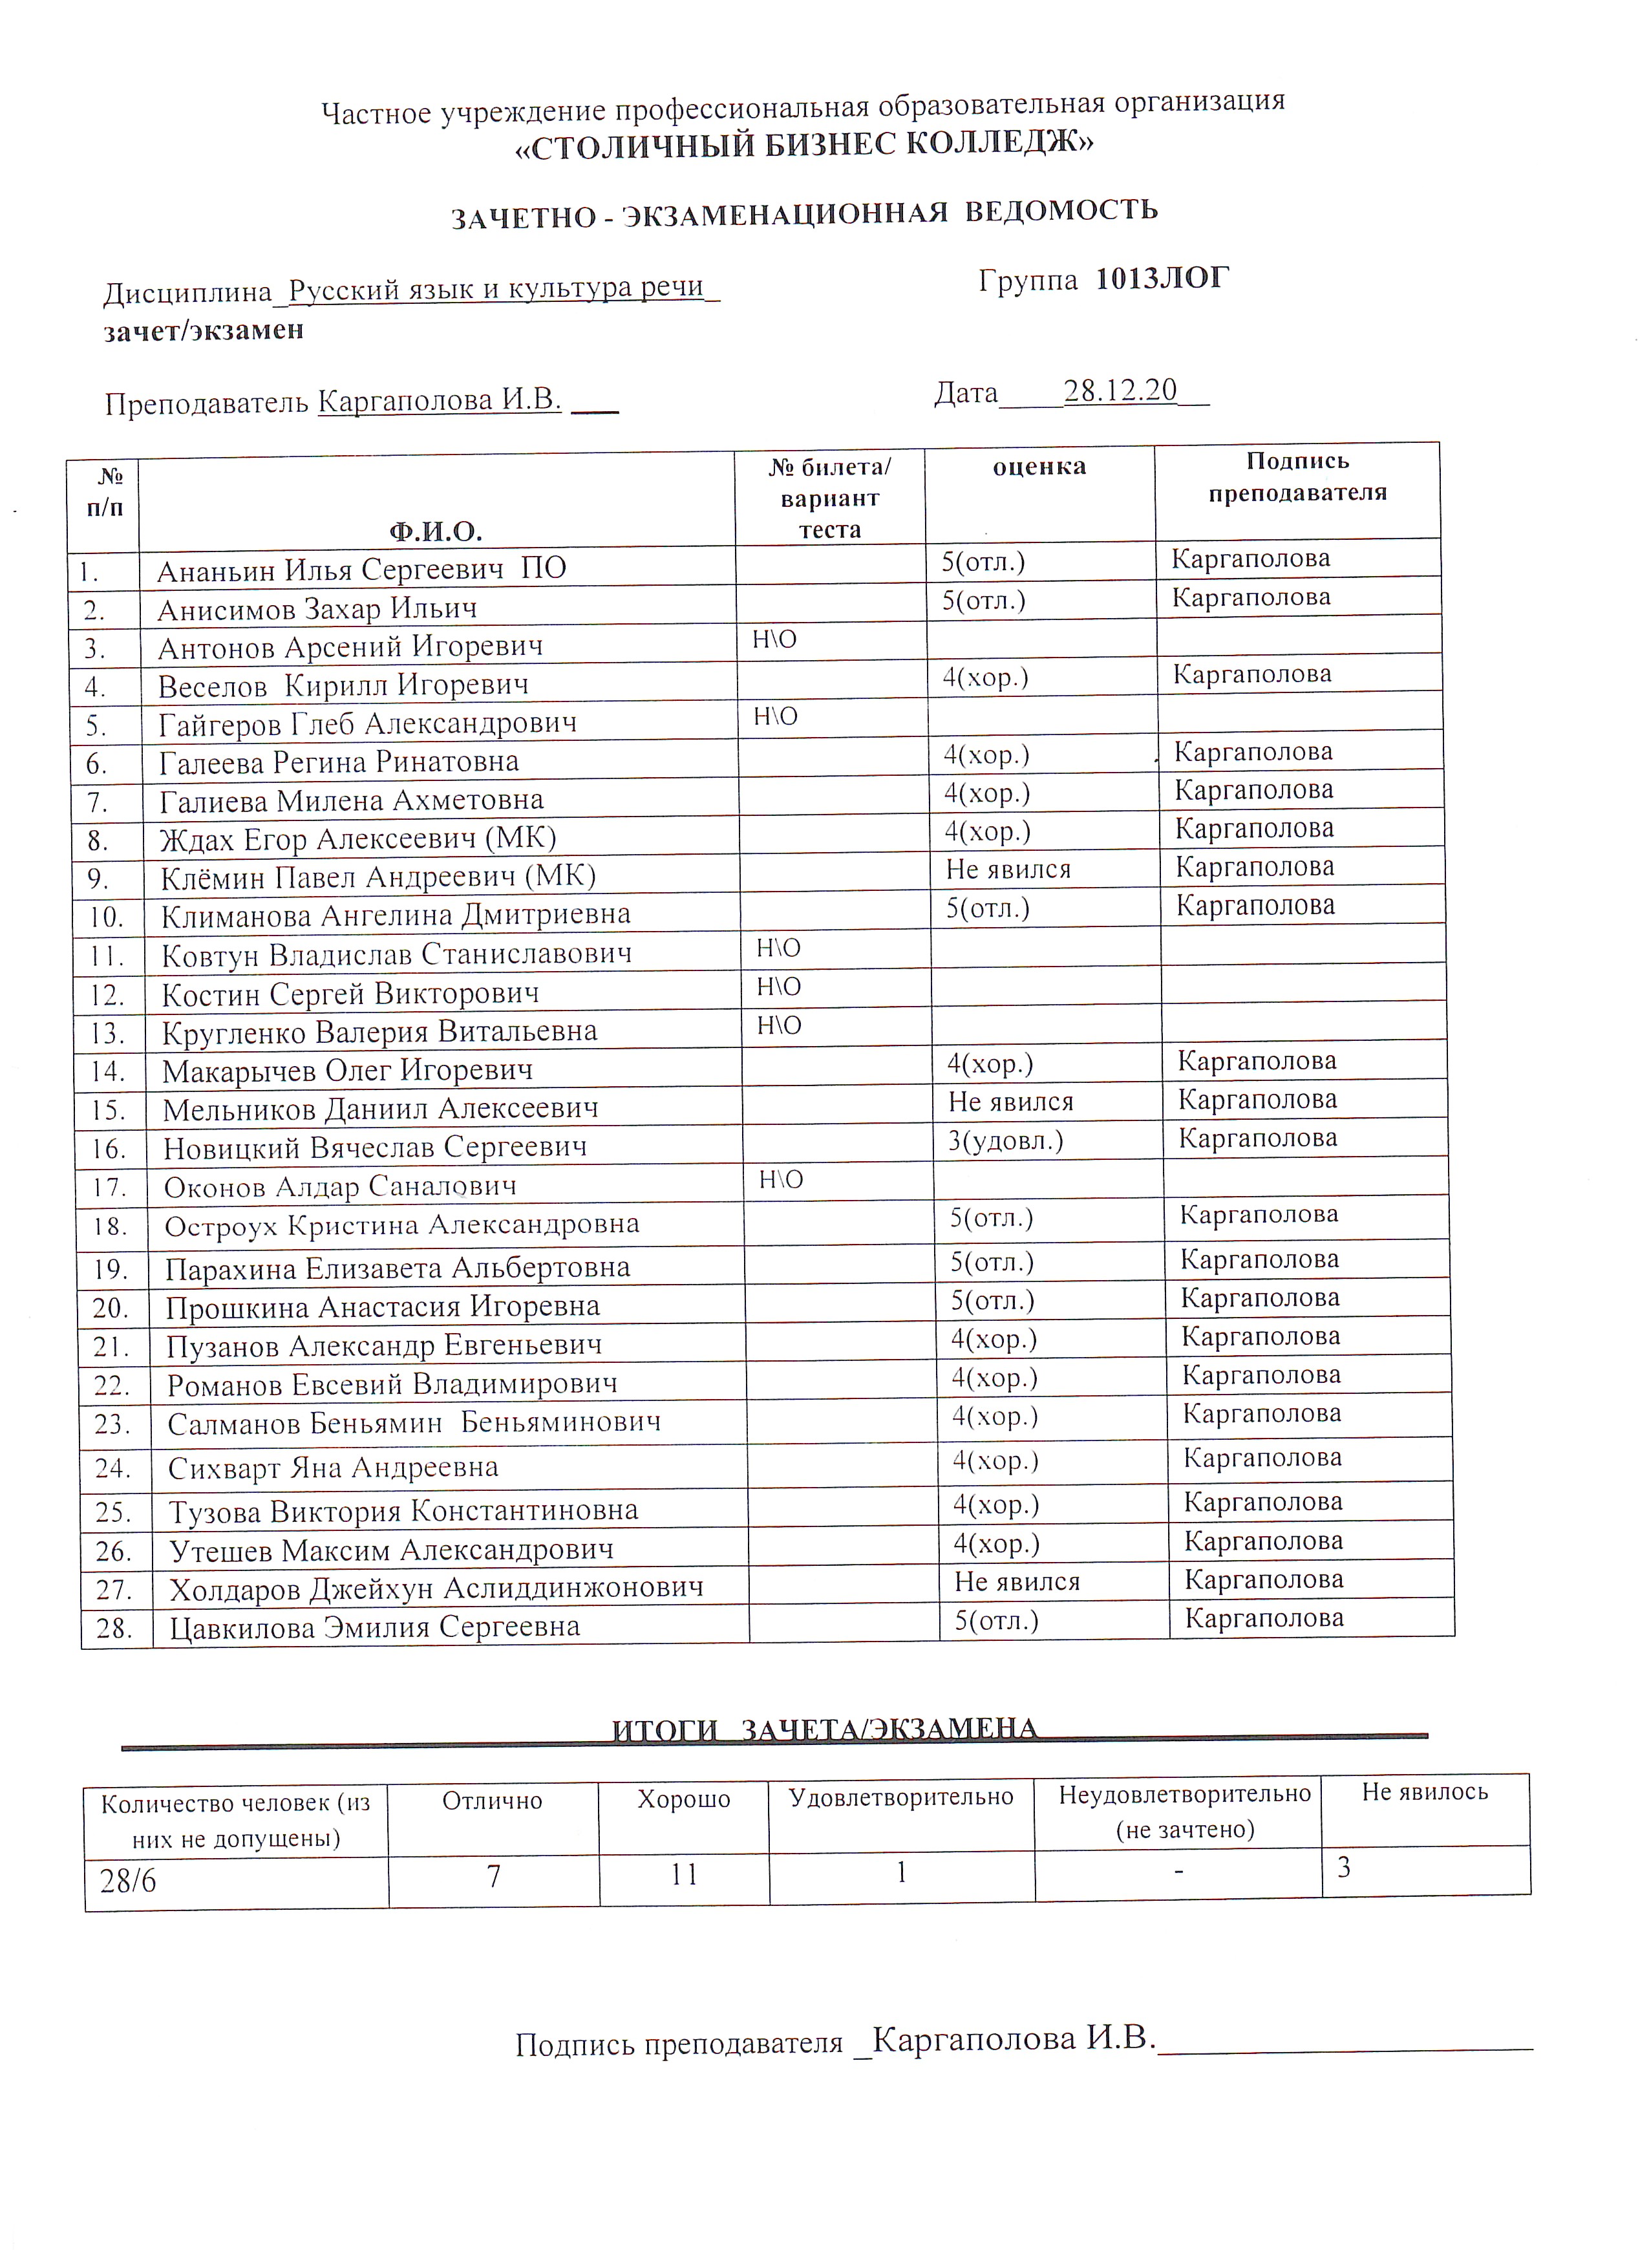 Частное учреждение профессиональная образовательная организация
«СТОЛИЧНЫЙ БИЗНЕС КОЛЛЕДЖ»
ЗАЧЕТНО - ЭКЗАМЕНАЦИОННАЯ ВЕДОМОСТЬ
Дисциплина_Русский язык и культура речи_ Группа 1013ЛОГ
зачет/экзамен
Преподаватель Каргаполова И.В. ___ Дата____28.12.20__
№ п/п Ф.И.О. № билета/ вариант теста оценка Подпись преподавателя
1. Ананьин Илья Сергеевич ПО 5(отл.) Каргаполова
2. Анисимов Захар Ильич 5(отл.) Каргаполова
3. Антонов Арсений Игоревич Н\О
4. Веселов Кирилл Игоревич 4(хор.) Каргаполова
5. Гайгеров Глеб Александрович Н\О
6. Галеева Регина Ринатовна 4(хор.) Каргаполова
7. Галиева Милена Ахметовна 4(хор.) Каргаполова
8. Ждах Егор Алексеевич (МК) 4(хор.) Каргаполова
9. Клёмин Павел Андреевич (МК) Не явился Каргаполова
10. Климанова Ангелина Дмитриевна 5(отл.) Каргаполова
11. Ковтун Владислав Станиславович Н\О
12. Костин Сергей Викторович Н\О
13. Кругленко Валерия Витальевна Н\О
14. Макарычев Олег Игоревич 4(хор.) Каргаполова
15. Мельников Даниил Алексеевич Не явился Каргаполова
16. Новицкий Вячеслав Сергеевич 3(удовл.) Каргаполова
17. Оконов Алдар Саналович Н\О
18. Остроух Кристина Александровна 5(отл.) Каргаполова
19. Парахина Елизавета Альбертовна 5(отл.) Каргаполова
20. Прошкина Анастасия Игоревна 5(отл.) Каргаполова
21. Пузанов Александр Евгеньевич 4(хор.) Каргаполова
22. Романов Евсевий Владимирович 4(хор.) Каргаполова
23. Салманов Беньямин Беньяминович 4(хор.) Каргаполова
24. Сихварт Яна Андреевна 4(хор.) Каргаполова
25. Тузова Виктория Константиновна 4(хор.) Каргаполова
26. Утешев Максим Александрович 4(хор.) Каргаполова
27. Холдаров Джейхун Аслиддинжонович Не явился Каргаполова
28. Цавкилова Эмилия Сергеевна 5(отл.) Каргаполова
ИТОГИ ЗАЧЕТА/ЭКЗАМЕНА
Количество человек (из них не допущены) Отлично Хорошо Удовлетворительно Неудовлетворительно (не зачтено) Не явилось
28/6 7 11 1 - 3
Подпись преподавателя _Каргаполова И.В.____________________